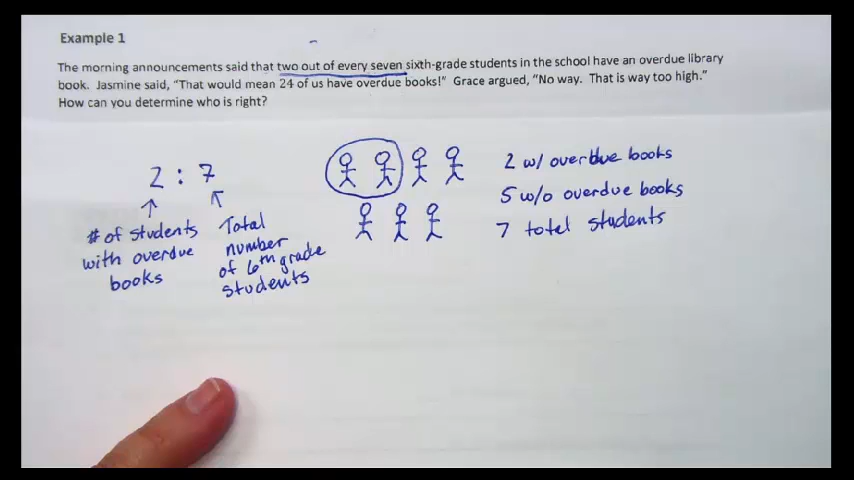 Example 1
The morning announcements said that two out of every seven sixth-grade students in the school have an overdue library
book. Jasmine said, “That would mean 24 of us have overdue books!” Grace argued, “No way. That is way too high.”
How can you determine who is right?
2 : 7
# of students
with overdue
books
Total
number
of 6th grade
students
2 w/ overdue books
5 w/o overdue books
7 total students